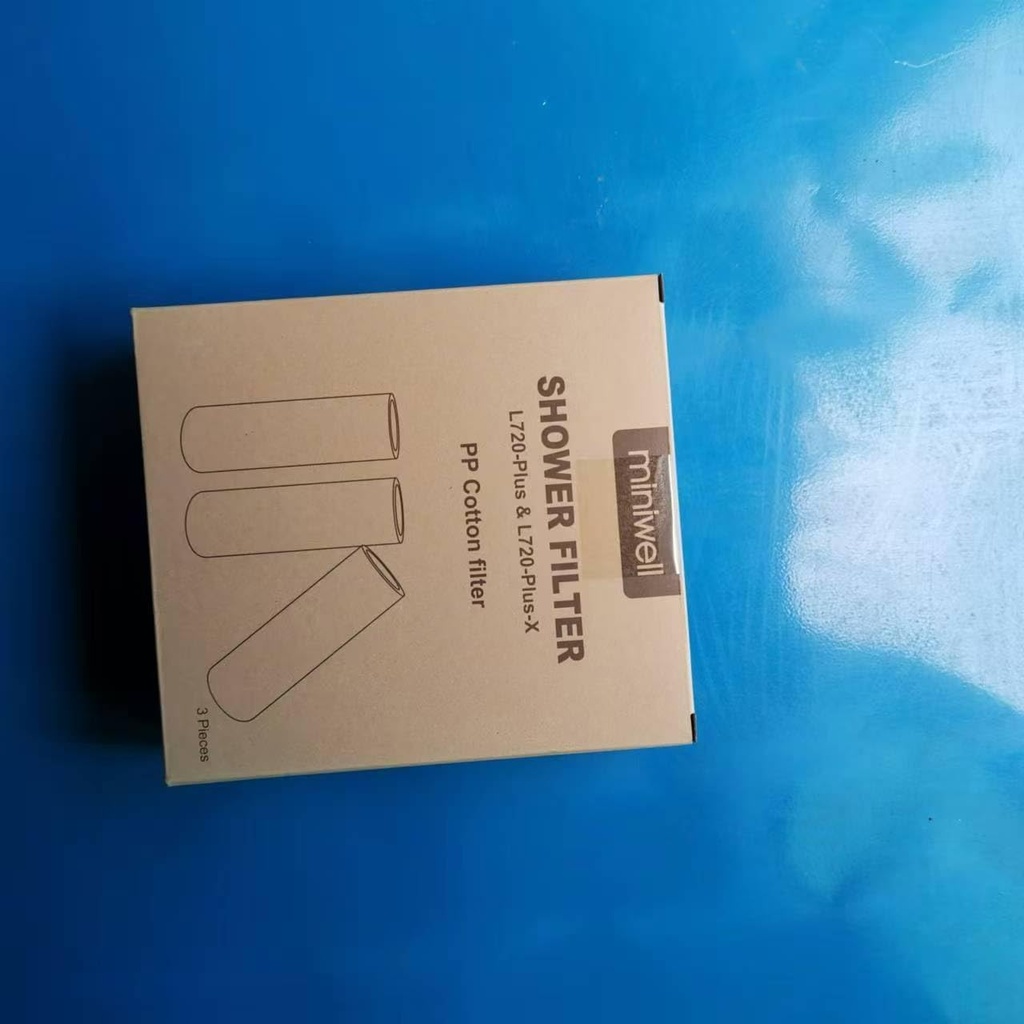 miniwell
SHOWER FILTER
L720-Plus & L720-Plus-X
PP Cotton filter
3 Pieces